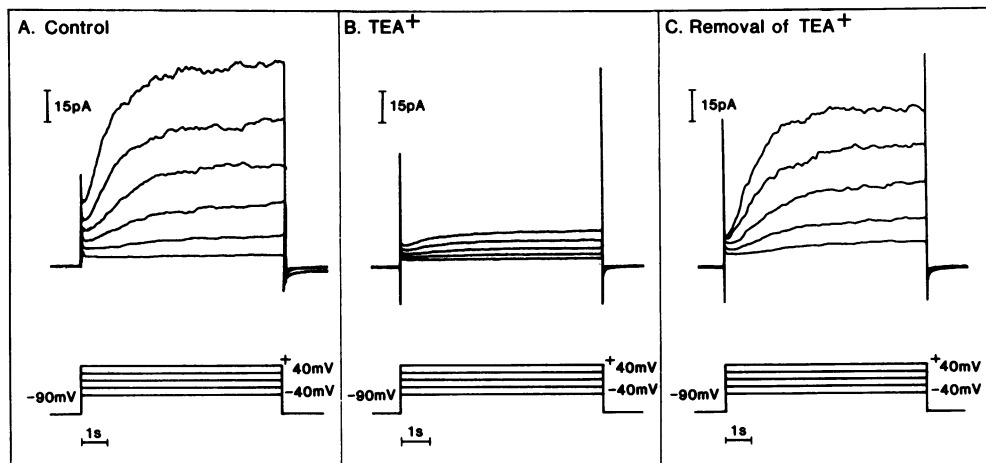 A. Control
15pA
-90mV
+40mV
-40mV
1s
B. TEA+
15pA
-90mV
+40mV
-40mV
1s
C. Removal of TEA+
15pA
-90mV
+40mV
-40mV
1s